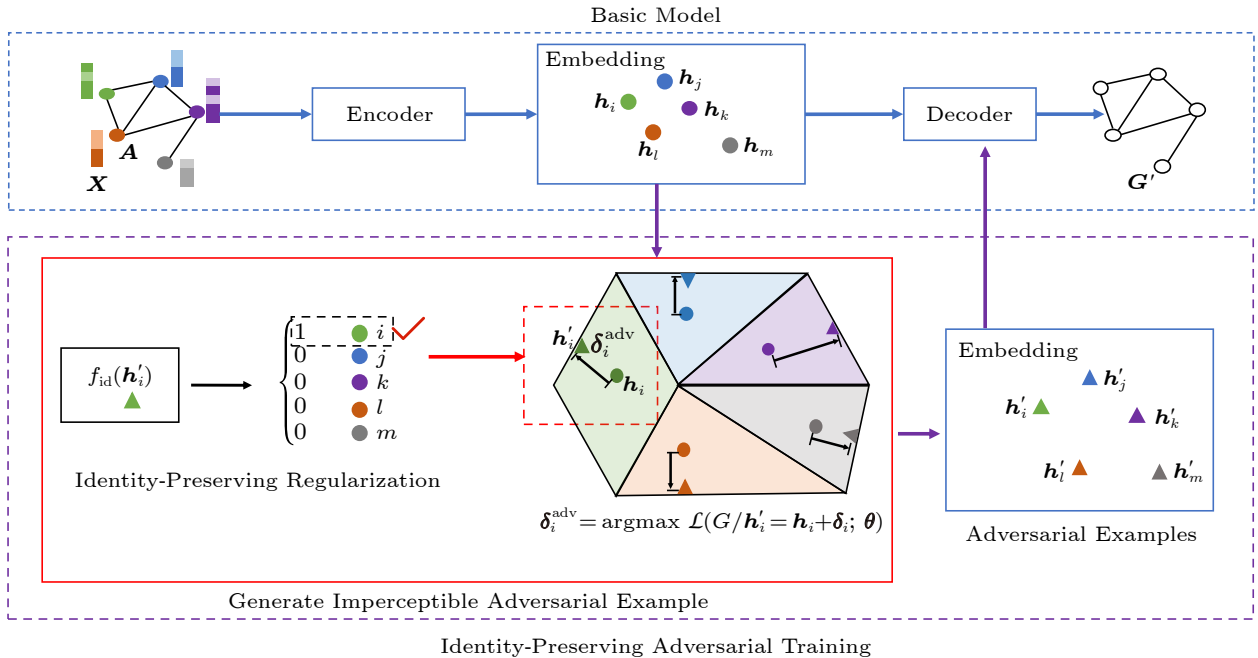 Basic Model
Embedding
Encoder
Decoder
h_j
h_i
h_k
h_l
h_m
A
X
G'
f_id(h'_i)
1 i
0 j
0 k
0 l
0 m
Identity-Preserving Regularization
h'_i
δ_i^adv
h_i
δ_i^adv = argmax ℒ(G/h'_i = h_i+δ_i; θ)
Embedding
h'_j
h'_i
h'_k
h'_l
h'_m
Adversarial Examples
Generate Imperceptible Adversarial Example
Identity-Preserving Adversarial Training